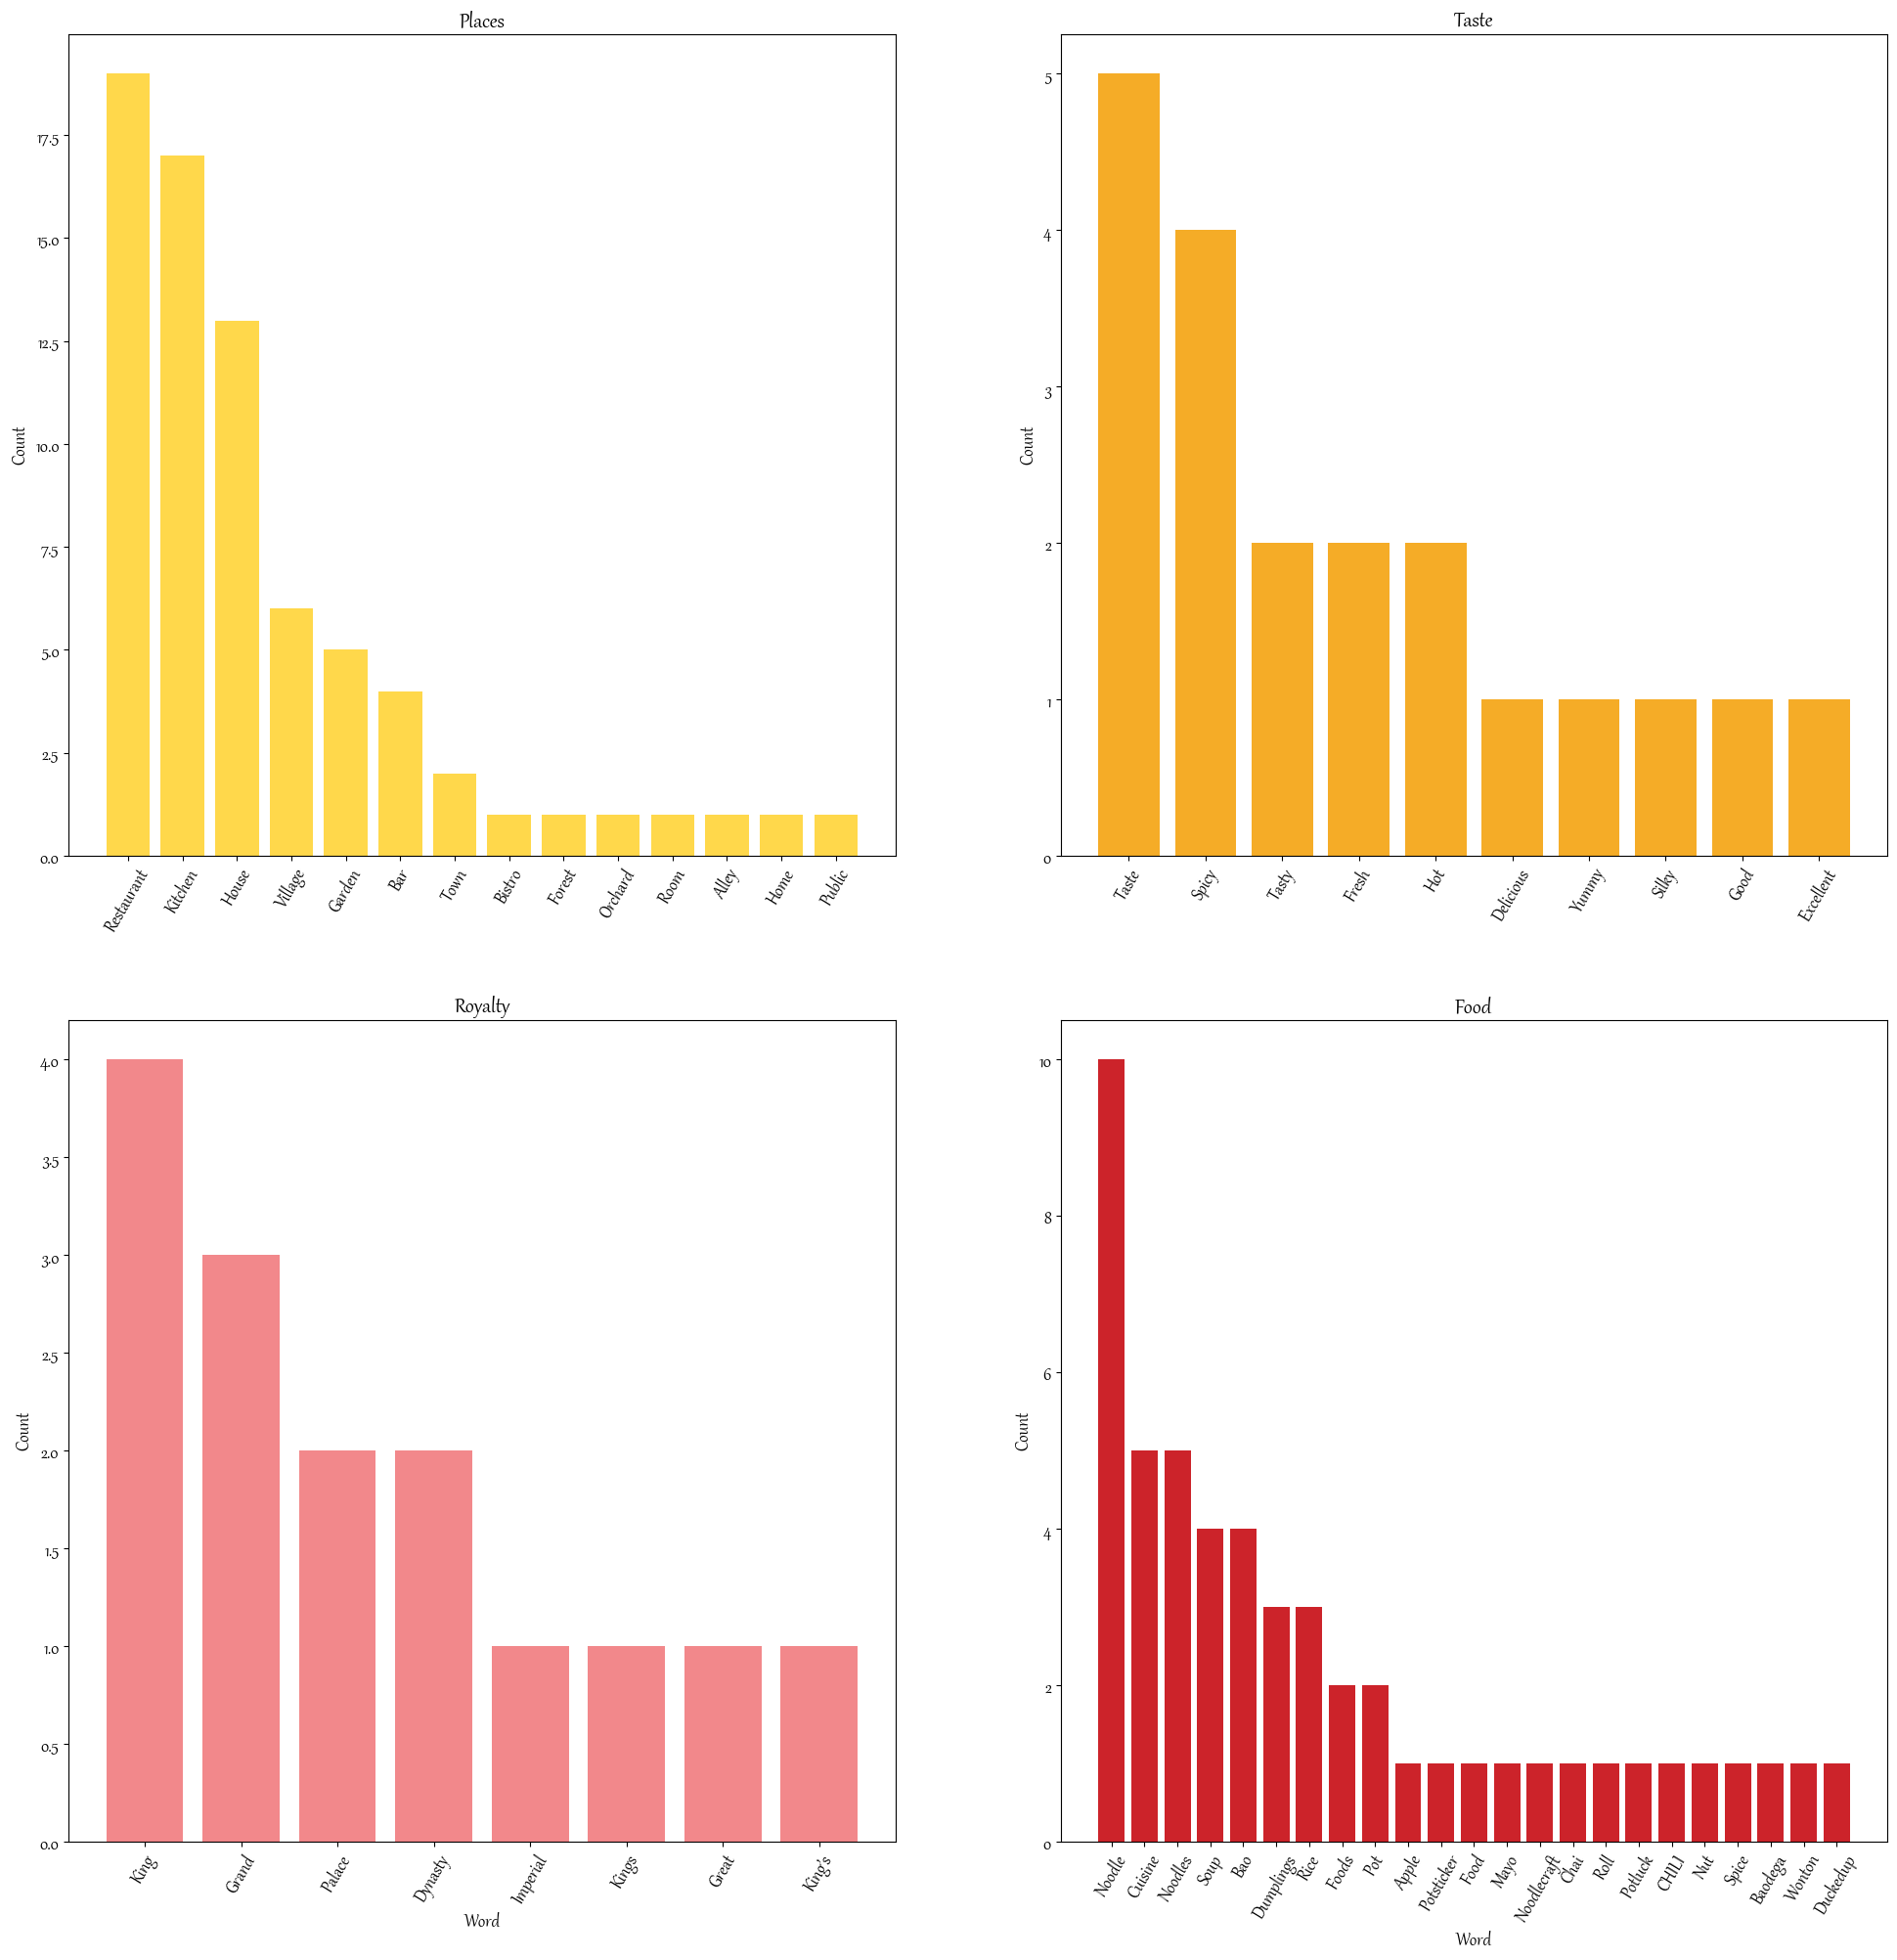 Places
Count
17.5
15.0
12.5
10.0
7.5
5.0
2.5
0.0
Restaurant Kitchen House Village Garden Bar Town Bistro Forest Orchard Room Alley Home Public
Taste
Count
5
4
3
2
1
0
Taste Spicy Tasty Fresh Hot Delicious Yummy Silky Good Excellent
Royalty
Count
4.0
3.5
3.0
2.5
2.0
1.5
1.0
0.5
0.0
King Grand Palace Dynasty Imperial Kings Great King's
Word
Food
Count
10
8
6
4
2
0
Noodle Cuisine Noodles Soup Bao Dumplings Rice Foods Pot Apple Potsticker Food Mayo Noodlecraft Chai Roll Potluck CHILI Nut Spice Baodega Wonton Duckedup
Word